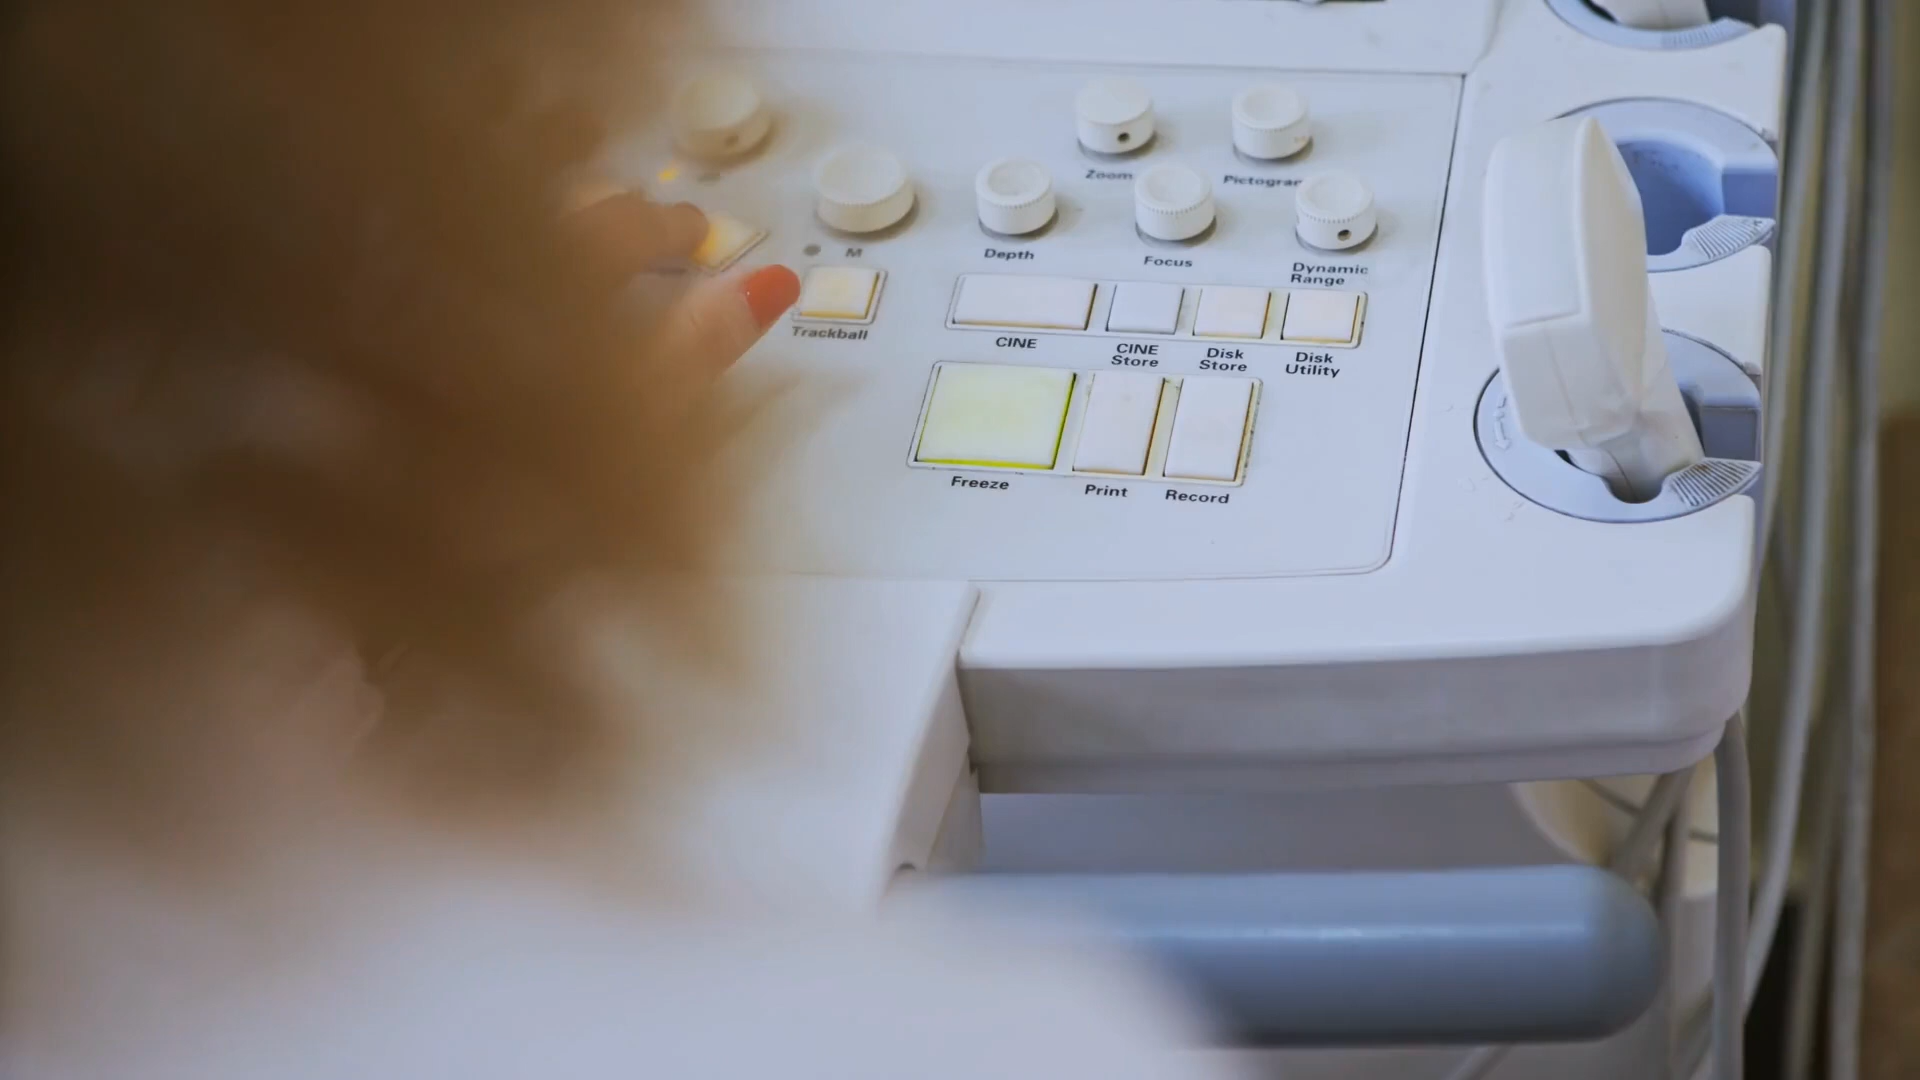 Zoom
Pictogra
M
Depth
Focus
Dynamic
Range
Trackball
CINE
CINE
Store
Disk
Store
Disk
Utility
Freeze
Print
Record